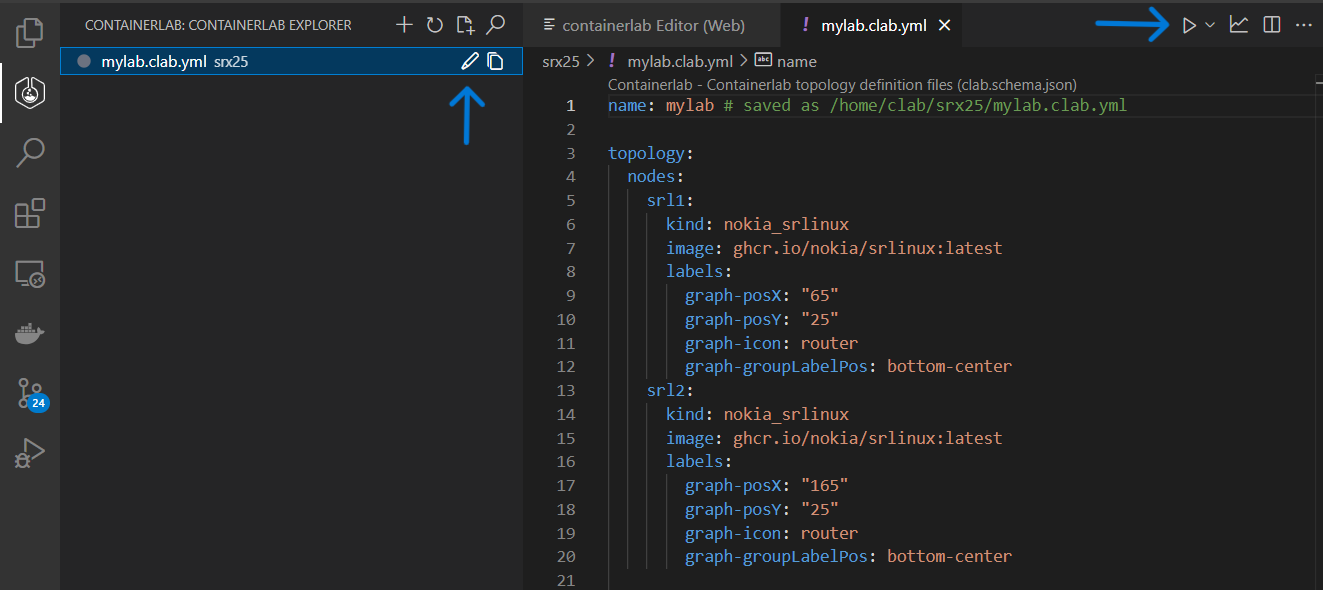 CONTAINERLAB: CONTAINERLAB EXPLORER
mylab.clab.yml srx25
24
containerlab Editor (Web)
! mylab.clab.yml
srx25 > ! mylab.clab.yml > abc name
Containerlab - Containerlab topology definition files (clab.schema.json)
1 name: mylab # saved as /home/clab/srx25/mylab.clab.yml
2
3 topology:
4   nodes:
5     srl1:
6       kind: nokia_srlinux
7       image: ghcr.io/nokia/srlinux:latest
8       labels:
9         graph-posX: "65"
10         graph-posY: "25"
11         graph-icon: router
12         graph-groupLabelPos: bottom-center
13     srl2:
14       kind: nokia_srlinux
15       image: ghcr.io/nokia/srlinux:latest
16       labels:
17         graph-posX: "165"
18         graph-posY: "25"
19         graph-icon: router
20         graph-groupLabelPos: bottom-center
21